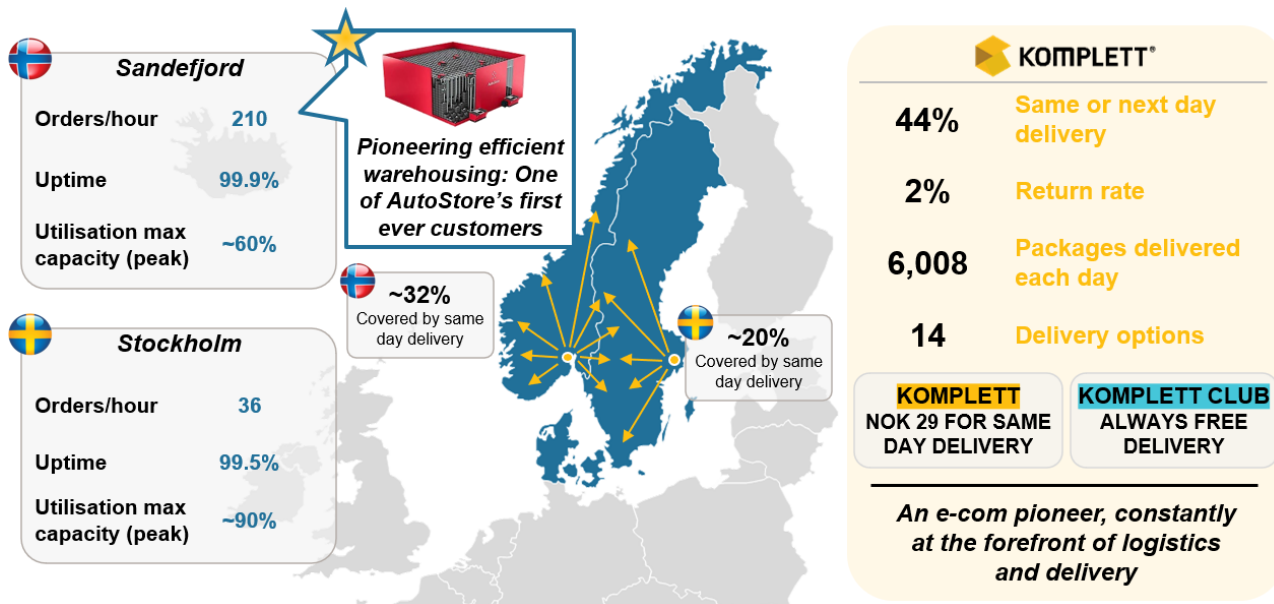 Sandefjord
Orders/hour 210
Uptime 99.9%
Utilisation max
capacity (peak) ~60%
Pioneering efficient
warehousing: One
of AutoStore's first
ever customers
Stockholm
Orders/hour 36
Uptime 99.5%
Utilisation max
capacity (peak) ~90%
~32%
Covered by same
day delivery
~20%
Covered by same
day delivery
KOMPLETT®
44% Same or next day
delivery
2% Return rate
6,008 Packages delivered
each day
14 Delivery options
KOMPLETT
NOK 29 FOR SAME
DAY DELIVERY
KOMPLETT CLUB
ALWAYS FREE
DELIVERY
An e-com pioneer, constantly
at the forefront of logistics
and delivery